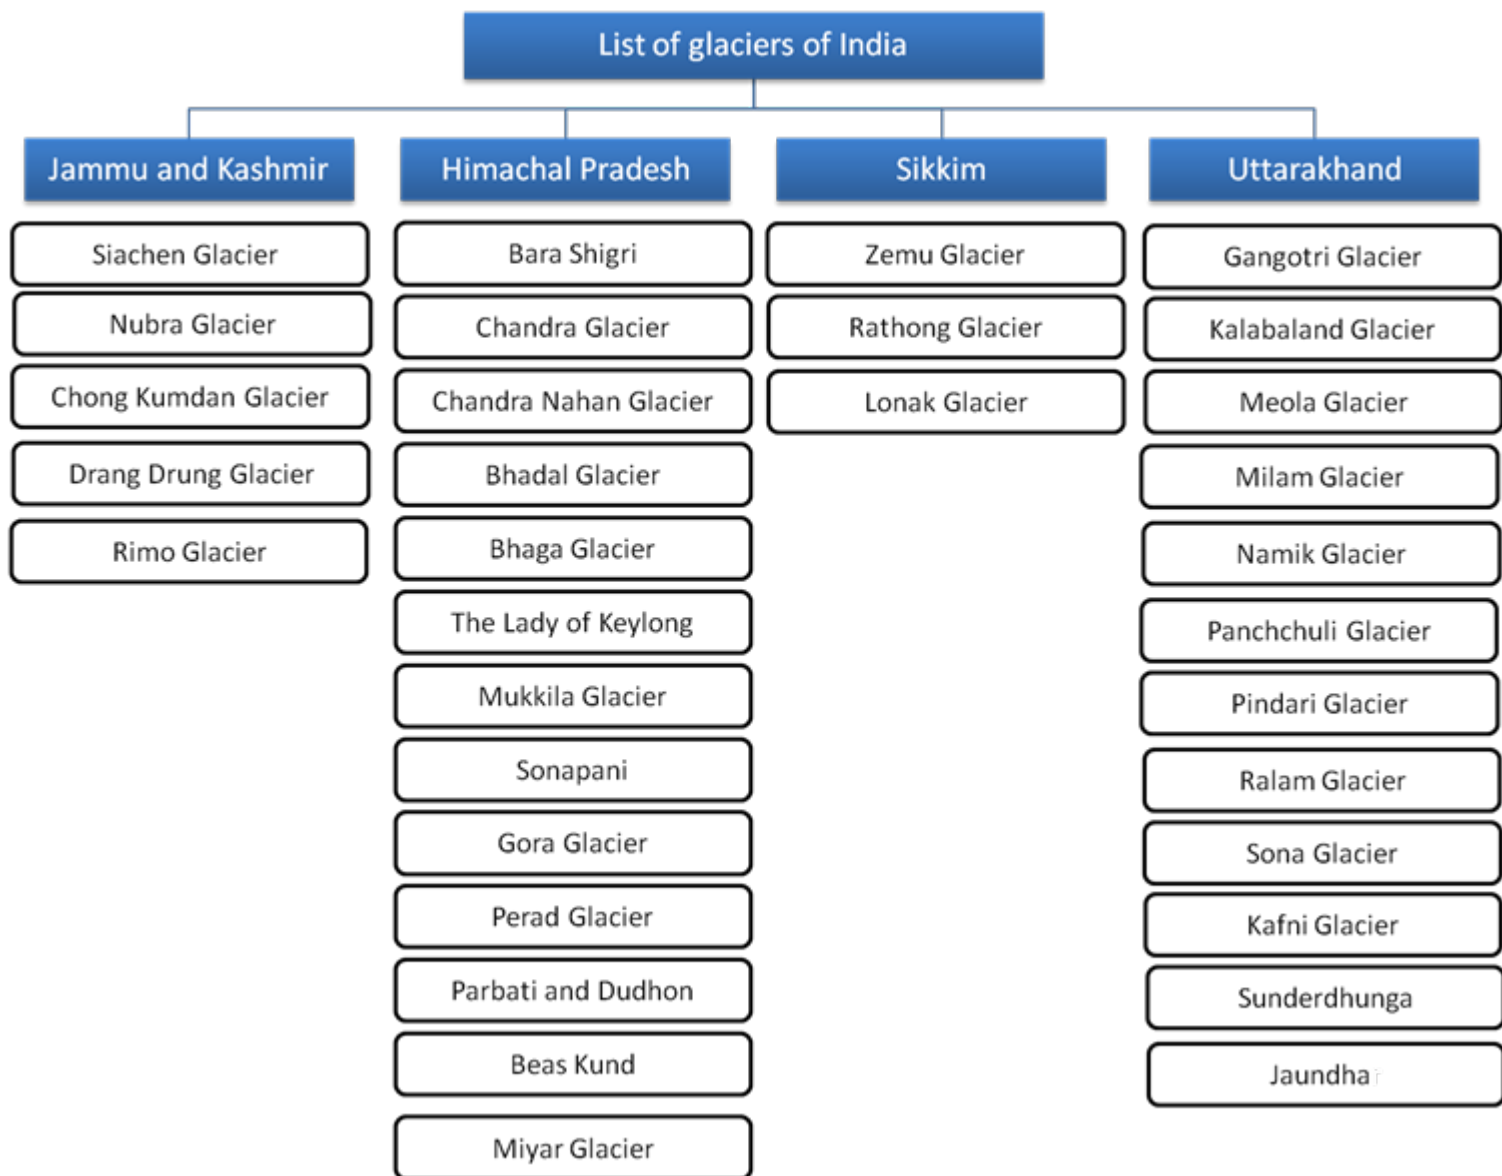 List of glaciers of India
Jammu and Kashmir
Siachen Glacier
Nubra Glacier
Chong Kumdan Glacier
Drang Drung Glacier
Rimo Glacier
Himachal Pradesh
Bara Shigri
Chandra Glacier
Chandra Nahan Glacier
Bhadal Glacier
Bhaga Glacier
The Lady of Keylong
Mukkila Glacier
Sonapani
Gora Glacier
Perad Glacier
Parbati and Dudhon
Beas Kund
Miyar Glacier
Sikkim
Zemu Glacier
Rathong Glacier
Lonak Glacier
Uttarakhand
Gangotri Glacier
Kalabaland Glacier
Meola Glacier
Milam Glacier
Namik Glacier
Panchchuli Glacier
Pindari Glacier
Ralam Glacier
Sona Glacier
Kafni Glacier
Sunderdhunga
Jaundha